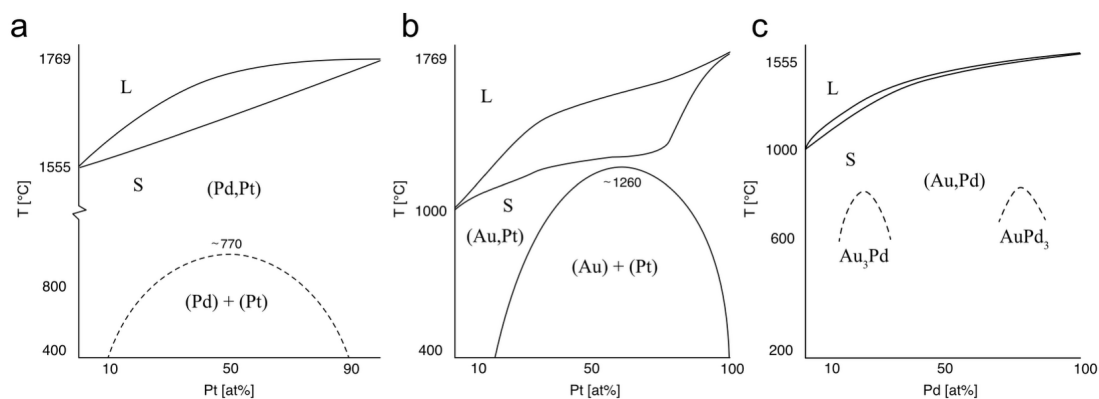 a
1769
L
1555
S
(Pd,Pt)
T [°C]
~770
800
(Pd) + (Pt)
400
10
50
90
Pt [at%]
b
1769
L
T [°C]
1000
S
~1260
(Au,Pt)
(Au) + (Pt)
400
10
50
100
Pt [at%]
c
1555
L
1000
S
(Au,Pd)
T [°C]
600
Au₃Pd
AuPd₃
200
10
50
100
Pd [at%]